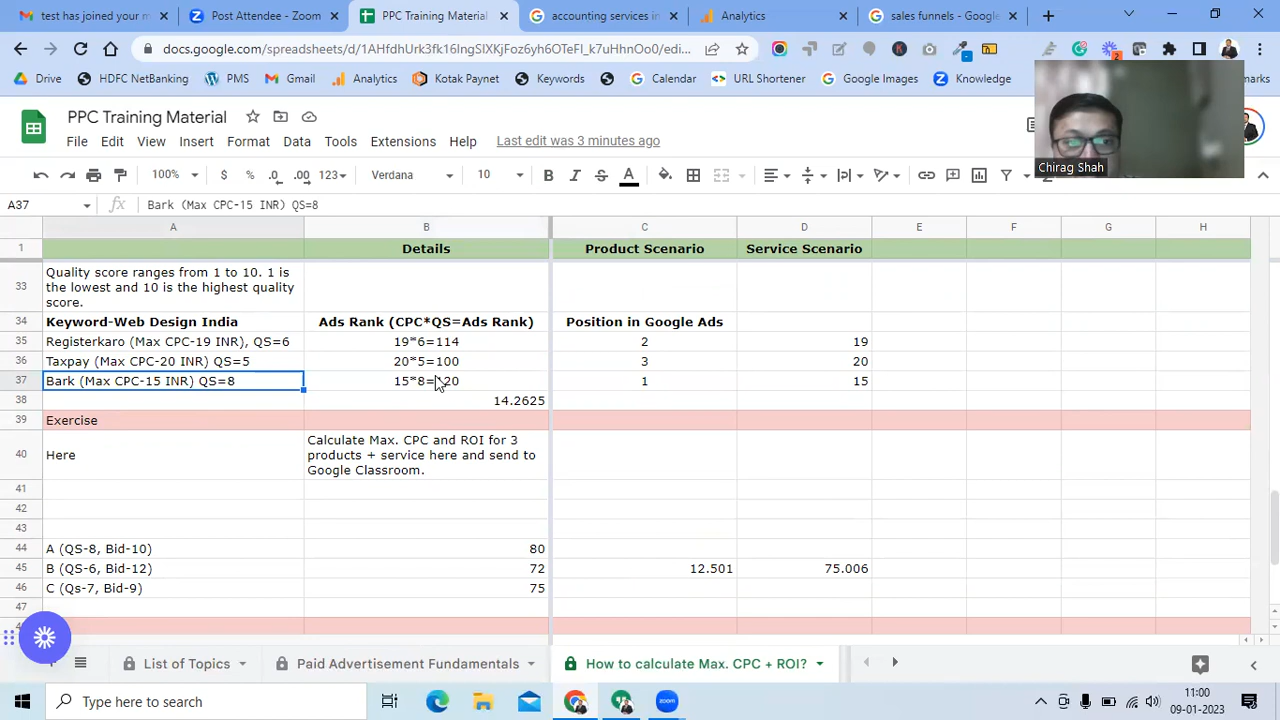 test has joined your m
Post Attendee - Zoom
PPC Training Material
accounting services in
Analytics
sales funnels - Google
docs.google.com/spreadsheets/d/1AHfdhUrk3fk16IngSIXKjFoz6yh6OTeFI_k7uHhnOo0/edi...
Drive
HDFC NetBanking
PMS
Gmail
Analytics
Kotak Paynet
Keywords
Calendar
URL Shortener
Google Images
Knowledge
marks
PPC Training Material
File Edit View Insert Format Data Tools Extensions Help Last edit was 3 minutes ago
Chirag Shah
100% $ % .0 .00 123 Verdana 10 B I S A
A37 fx Bark (Max CPC-15 INR) QS=8
A B C D E F G H
1 Details Product Scenario Service Scenario
33 Quality score ranges from 1 to 10. 1 is
the lowest and 10 is the highest quality
score.
34 Keyword-Web Design India Ads Rank (CPC*QS=Ads Rank) Position in Google Ads
35 Registerkaro (Max CPC-19 INR), QS=6 19*6=114 2 19
36 Taxpay (Max CPC-20 INR) QS=5 20*5=100 3 20
37 Bark (Max CPC-15 INR) QS=8 15*8=120 1 15
38 14.2625
39 Exercise
40 Here Calculate Max. CPC and ROI for 3
products + service here and send to
Google Classroom.
41
42
43
44 A (QS-8, Bid-10) 80
45 B (QS-6, Bid-12) 72 12.501 75.006
46 C (Qs-7, Bid-9) 75
47
List of Topics
Paid Advertisement Fundamentals
How to calculate Max. CPC + ROI?
Type here to search
11:00
09-01-2023